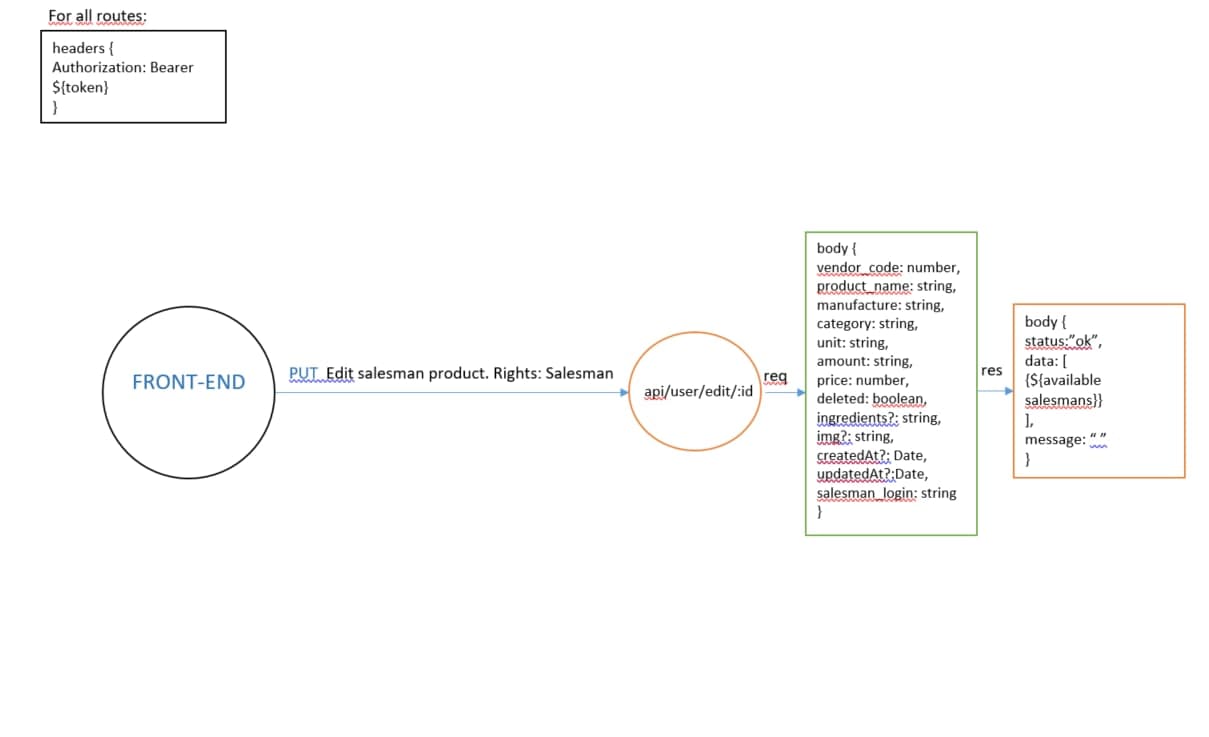 For all routes:
headers {
Authorization: Bearer
${token}
}
FRONT-END
PUT Edit salesman product. Rights: Salesman
api/user/edit/:id
req
body {
vendor_code: number,
product_name: string,
manufacture: string,
category: string,
unit: string,
amount: string,
price: number,
deleted: boolean,
ingredients?: string,
img?: string,
createdAt?: Date,
updatedAt?:Date,
salesman_login: string
}
res
body {
status:”ok”,
data: [
{${available
salesmans}}
],
message: “ ”
}